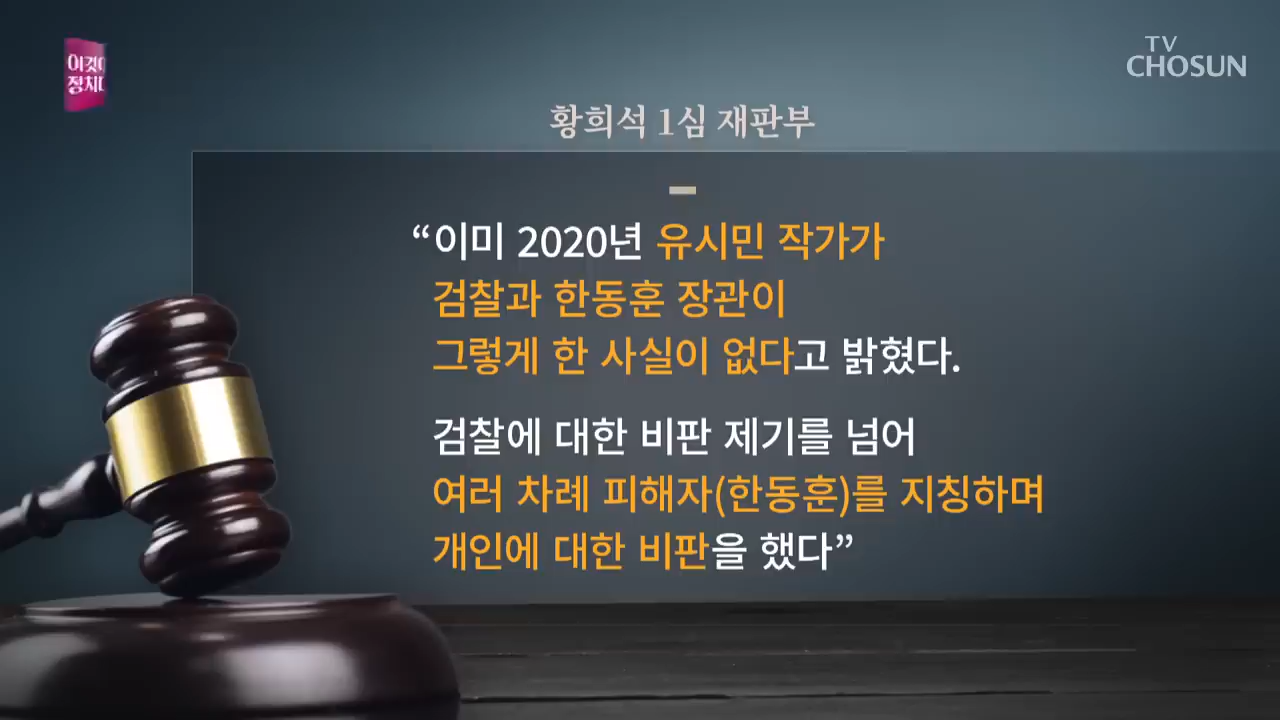 이것이
정치다
TV
CHOSUN
황희석 1심 재판부
“이미 2020년 유시민 작가가
검찰과 한동훈 장관이
그렇게 한 사실이 없다고 밝혔다.
검찰에 대한 비판 제기를 넘어
여러 차례 피해자(한동훈)를 지칭하며
개인에 대한 비판을 했다”